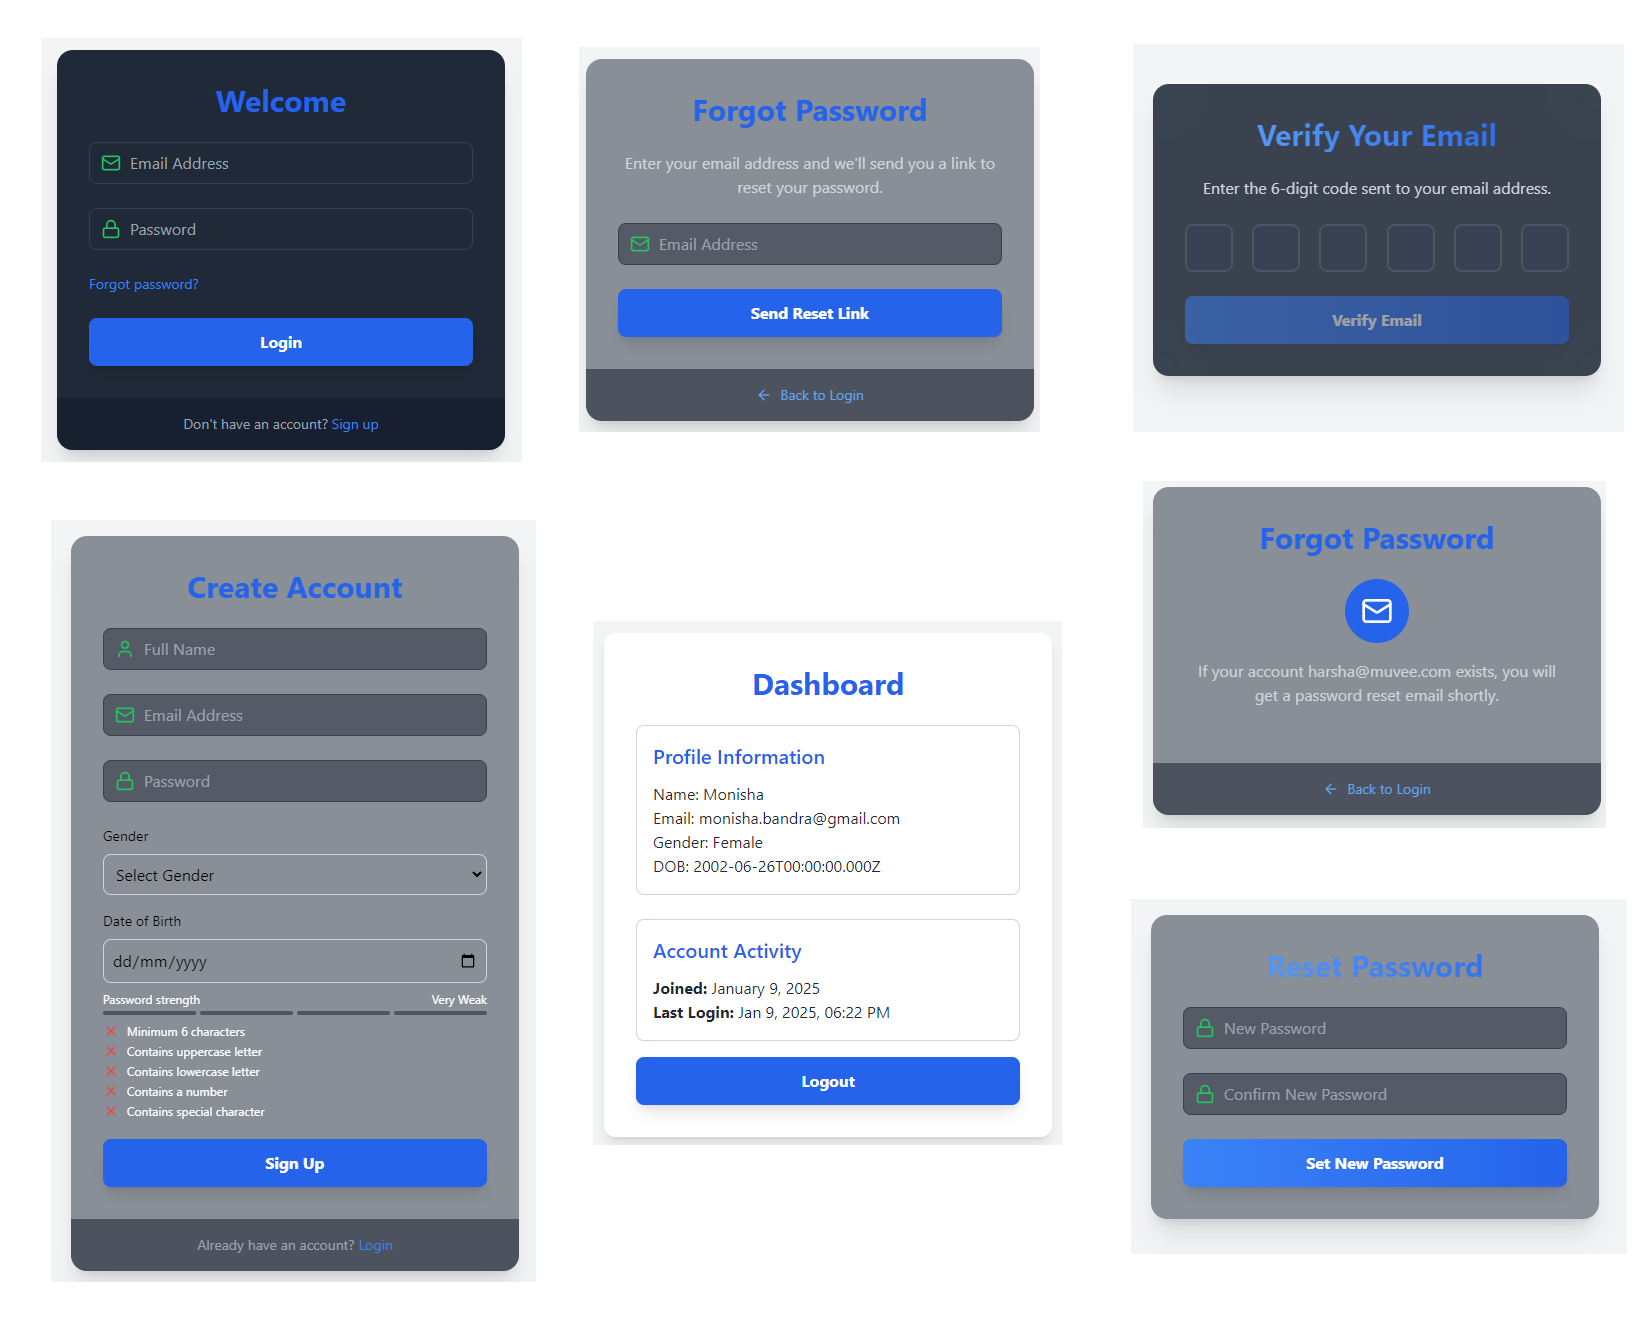 Welcome
Email Address
Password
Forgot password?
Login
Don't have an account? Sign up
Forgot Password
Enter your email address and we'll send you a link to
reset your password.
Email Address
Send Reset Link
Back to Login
Verify Your Email
Enter the 6-digit code sent to your email address.
Verify Email
Create Account
Full Name
Email Address
Password
Gender
Select Gender
Date of Birth
dd/mm/yyyy
Password strength Very Weak
Minimum 6 characters
Contains uppercase letter
Contains lowercase letter
Contains a number
Contains special character
Sign Up
Already have an account? Login
Dashboard
Profile Information
Name: Monisha
Email: monisha.bandra@gmail.com
Gender: Female
DOB: 2002-06-26T00:00:00.000Z
Account Activity
Joined: January 9, 2025
Last Login: Jan 9, 2025, 06:22 PM
Logout
Forgot Password
If your account harsha@muvee.com exists, you will
get a password reset email shortly.
Back to Login
Reset Password
New Password
Confirm New Password
Set New Password